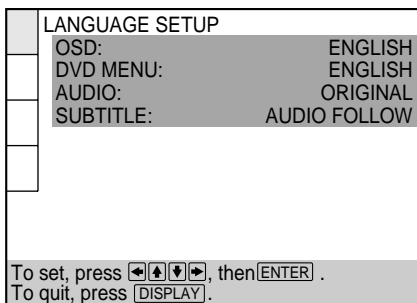 LANGUAGE SETUP
OSD: ENGLISH
DVD MENU: ENGLISH
AUDIO: ORIGINAL
SUBTITLE: AUDIO FOLLOW
To set, press ←↑↓→, then ENTER .
To quit, press DISPLAY .